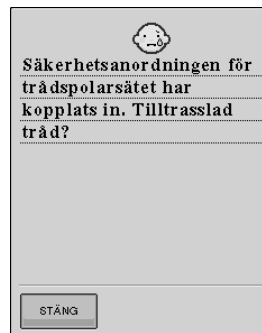 Säkerhetsanordningen för
trådspolarsätet har
kopplats in. Tilltrasslad
tråd?
STÄNG